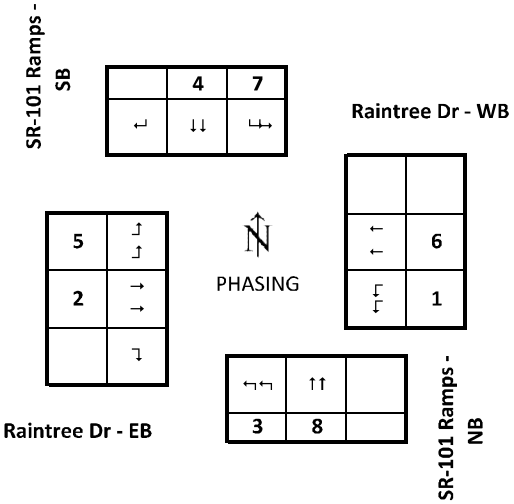 SR-101 Ramps -
SB
4 7
Raintree Dr - WB
5
2
N
PHASING
6
1
3 8
Raintree Dr - EB
SR-101 Ramps -
NB